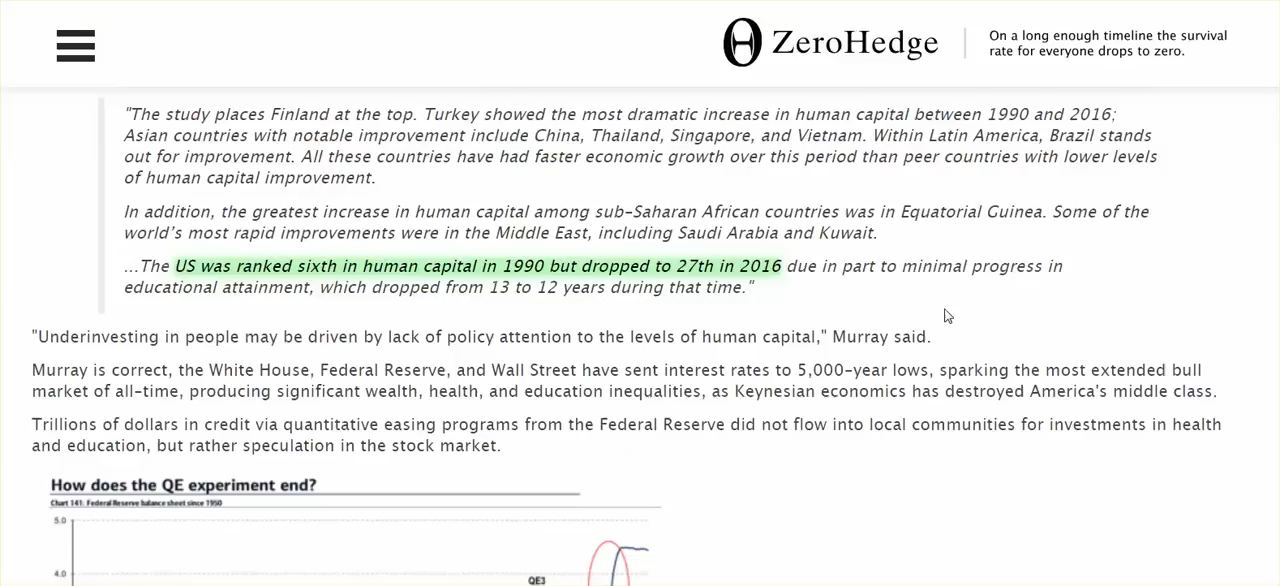 ZeroHedge
On a long enough timeline the survival
rate for everyone drops to zero.
"The study places Finland at the top. Turkey showed the most dramatic increase in human capital between 1990 and 2016;
Asian countries with notable improvement include China, Thailand, Singapore, and Vietnam. Within Latin America, Brazil stands
out for improvement. All these countries have had faster economic growth over this period than peer countries with lower levels
of human capital improvement.
In addition, the greatest increase in human capital among sub-Saharan African countries was in Equatorial Guinea. Some of the
world's most rapid improvements were in the Middle East, including Saudi Arabia and Kuwait.
...The US was ranked sixth in human capital in 1990 but dropped to 27th in 2016 due in part to minimal progress in
educational attainment, which dropped from 13 to 12 years during that time."
"Underinvesting in people may be driven by lack of policy attention to the levels of human capital," Murray said.
Murray is correct, the White House, Federal Reserve, and Wall Street have sent interest rates to 5,000-year lows, sparking the most extended bull
market of all-time, producing significant wealth, health, and education inequalities, as Keynesian economics has destroyed America's middle class.
Trillions of dollars in credit via quantitative easing programs from the Federal Reserve did not flow into local communities for investments in health
and education, but rather speculation in the stock market.
How does the QE experiment end?
Chart 141: Federal Reserve balance sheet since 1950
5.0
4.0
QE3